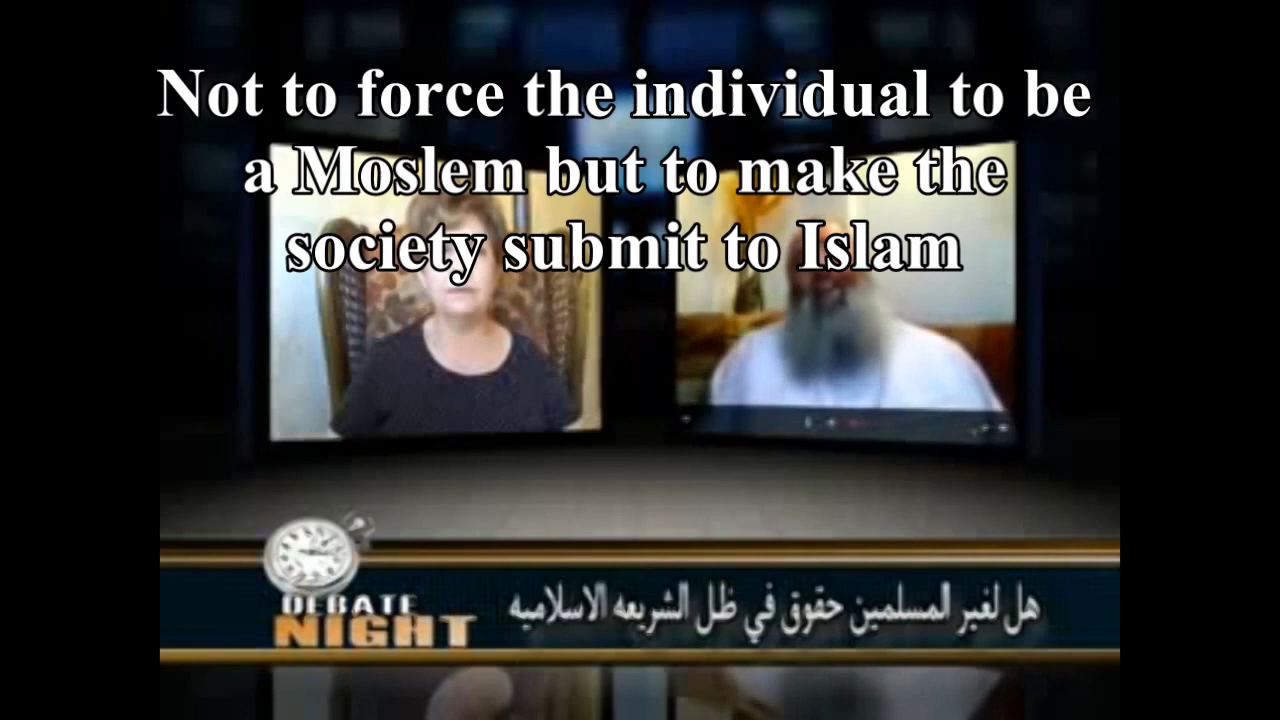 Not to force the individual to be
a Moslem but to make the
society submit to Islam
DEBATE
NIGHT
هل لغير المسلمين حقوق في ظل الشريعه الاسلاميه